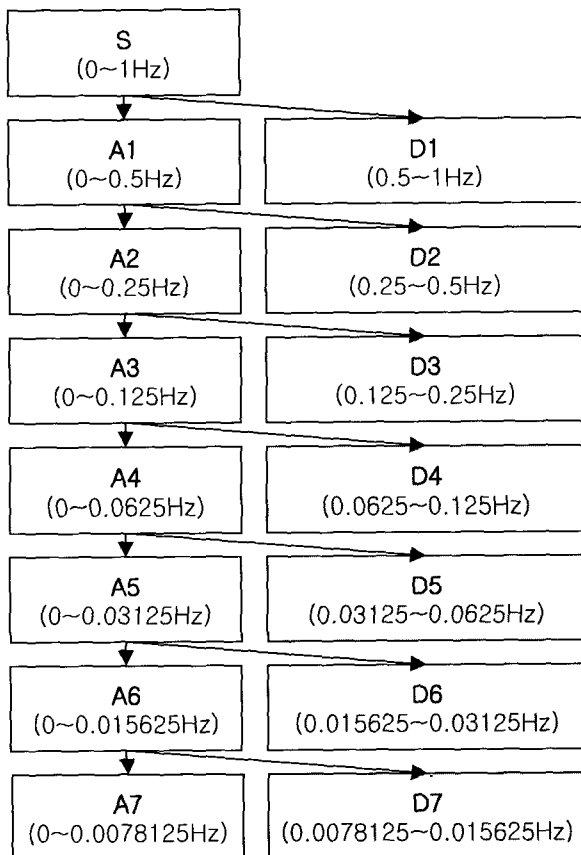 S
(0~1Hz)
A1
(0~0.5Hz)
D1
(0.5~1Hz)
A2
(0~0.25Hz)
D2
(0.25~0.5Hz)
A3
(0~0.125Hz)
D3
(0.125~0.25Hz)
A4
(0~0.0625Hz)
D4
(0.0625~0.125Hz)
A5
(0~0.03125Hz)
D5
(0.03125~0.0625Hz)
A6
(0~0.015625Hz)
D6
(0.015625~0.03125Hz)
A7
(0~0.0078125Hz)
D7
(0.0078125~0.015625Hz)